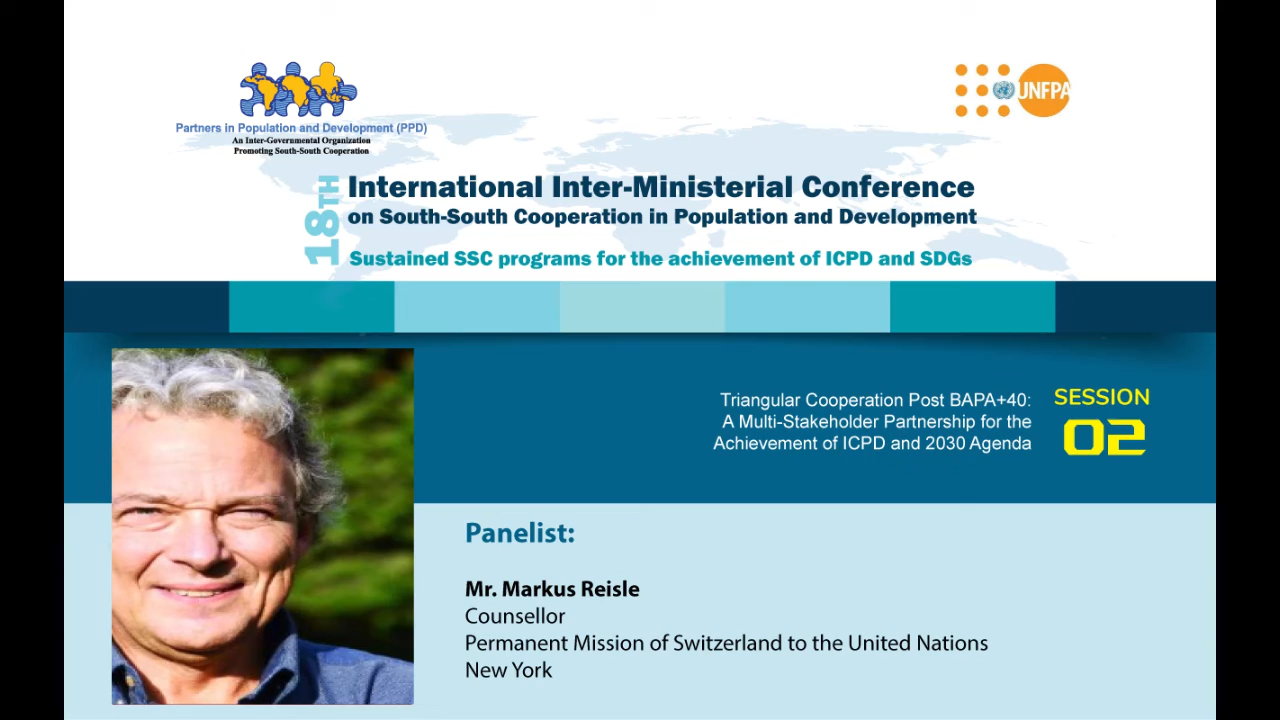 Partners in Population and Development (PPD)
An Inter-Governmental Organization
Promoting South-South Cooperation
UNFPA
18TH
International Inter-Ministerial Conference
on South-South Cooperation in Population and Development
Sustained SSC programs for the achievement of ICPD and SDGs
Triangular Cooperation Post BAPA+40:
A Multi-Stakeholder Partnership for the
Achievement of ICPD and 2030 Agenda
SESSION
02
Panelist:
Mr. Markus Reisle
Counsellor
Permanent Mission of Switzerland to the United Nations
New York